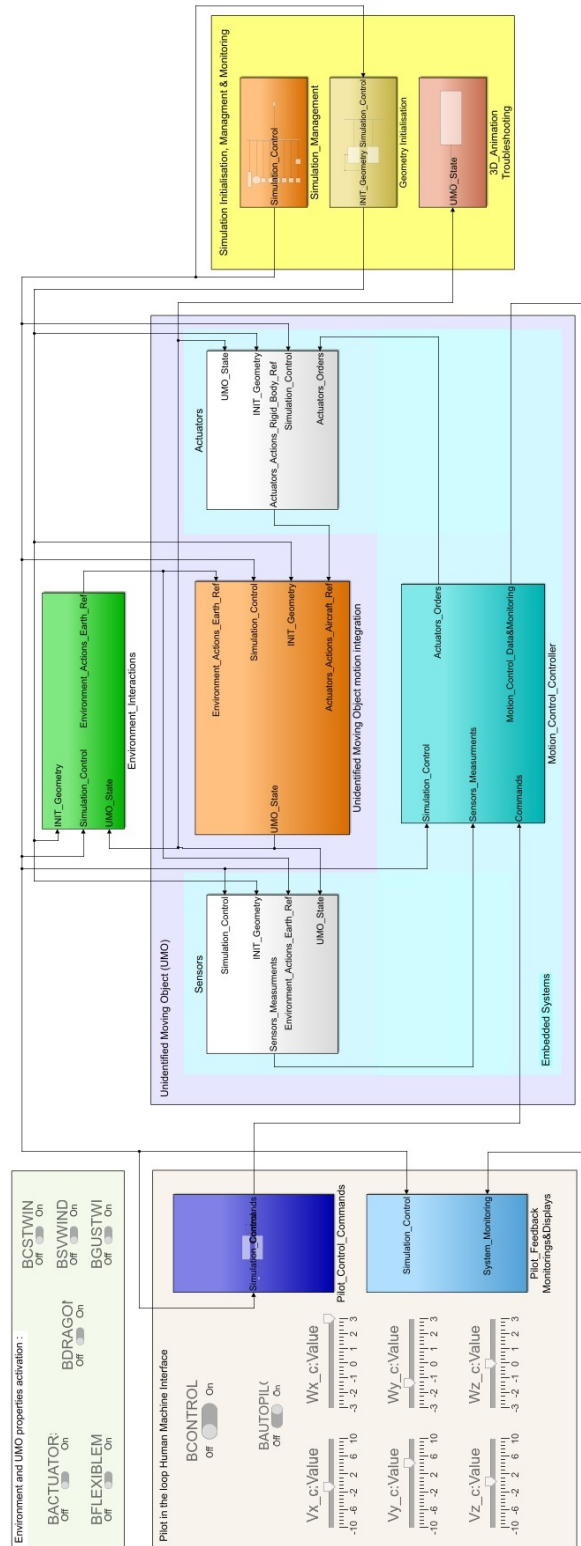 Environment and UMO properties activation :
BACTUATOR:
Off On
BFLEXIBLEM
Off On
BDRAGO
Off On
BCSTWIN
Off On
BSVWIND
Off On
BGUSTWI
Off On
Pilot in the loop Human Machine Interface
BCONTROL
Off On
BAUTOPIL(
Off On
Vx_c:Value
-10 -6 -2 2 6 10
Wx_c:Value
-3 -2 -1 0 1 2 3
Vy_c:Value
-10 -6 -2 2 6 10
Wy_c:Value
-3 -2 -1 0 1 2 3
Vz_c:Value
-10 -6 -2 2 6 10
Wz_c:Value
-3 -2 -1 0 1 2 3
Pilot_Control_Commands
Simulation_Control
System_Monitoring
Pilot_Feedback
Monitorings&Displays
Environment_Interactions
INIT_Geometry
Simulation_Control
UMO_State
Environment_Actions_Earth_Ref
Unidentified Moving Object (UMO)
Sensors
Simulation_Control
INIT_Geometry
Sensors_Measurments
Environment_Actions_Earth_Ref
UMO_State
UMO_State
Environment_Actions_Earth_Ref
Simulation_Control
INIT_Geometry
Actuators_Actions_Aircraft_Ref
Unidentified Moving Object motion integration
Actuators
UMO_State
INIT_Geometry
Actuators_Actions_Rigid_Body_Ref
Simulation_Control
Actuators_Orders
Embedded Systems
Simulation_Control
Sensors_Measurments
Commands
Actuators_Orders
Motion_Control_Data&Monitoring
Motion_Control_Controller
Simulation Initialisation, Managment & Monitoring
Simulation_Control
Simulation_Management
INIT_Geometry Simulation_Control
Geometry Initialisation
UMO_State
3D_Animation
Troubleshooting